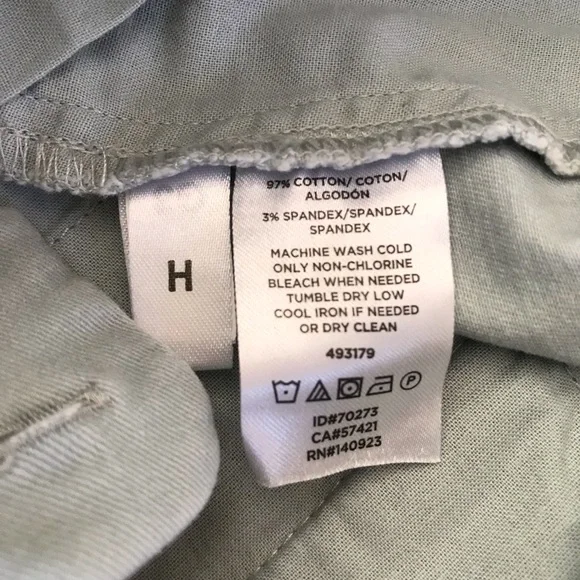 H
97% COTTON/ COTON/
ALGODÓN
3% SPANDEX/SPANDEX/
SPANDEX
MACHINE WASH COLD
ONLY NON-CHLORINE
BLEACH WHEN NEEDED
TUMBLE DRY LOW
COOL IRON IF NEEDED
OR DRY CLEAN
493179
P
ID#70273
CA#57421
RN#140923